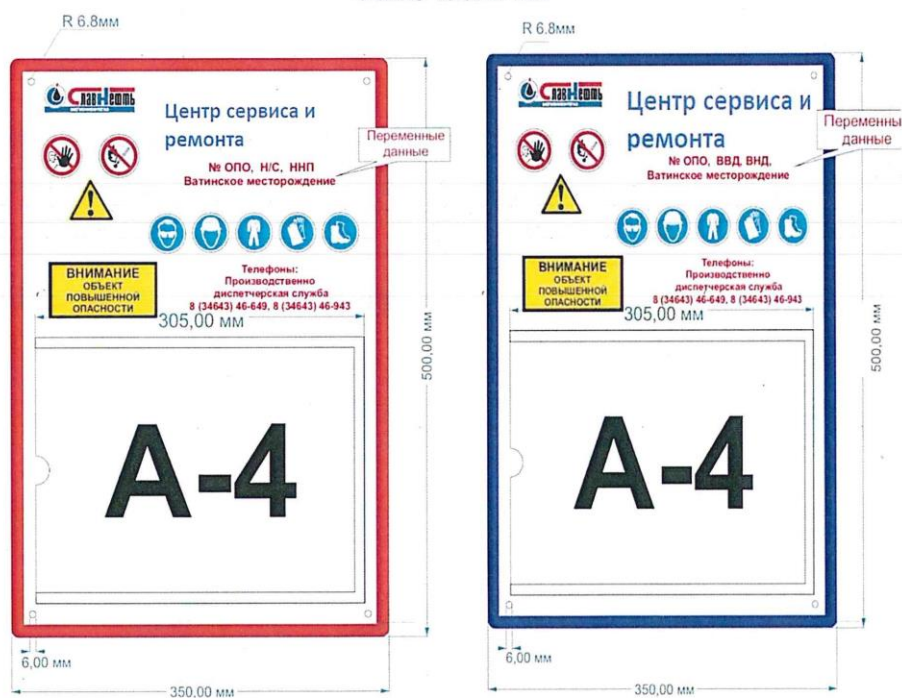 R 6.8мм
СлавНефть
Центр сервиса и
ремонта
Переменные
данные
№ ОПО, Н/С, ННП
Ватинское месторождение
ВНИМАНИЕ
ОБЪЕКТ
ПОВЫШЕННОЙ
ОПАСНОСТИ
Телефоны:
Производственно
диспетчерская служба
8 (34643) 46-649, 8 (34643) 46-943
305,00 мм
500,00 мм
А-4
6,00 мм
350,00 мм
R 6.8мм
СлавНефть
Центр сервиса и
ремонта
Переменные
данные
№ ОПО, ВВД, ВНД,
Ватинское месторождение
ВНИМАНИЕ
ОБЪЕКТ
ПОВЫШЕННОЙ
ОПАСНОСТИ
Телефоны:
Производственно
диспетчерская служба
8 (34643) 46-649, 8 (34643) 46-943
305,00 мм
500,00 мм
А-4
6,00 мм
350,00 мм